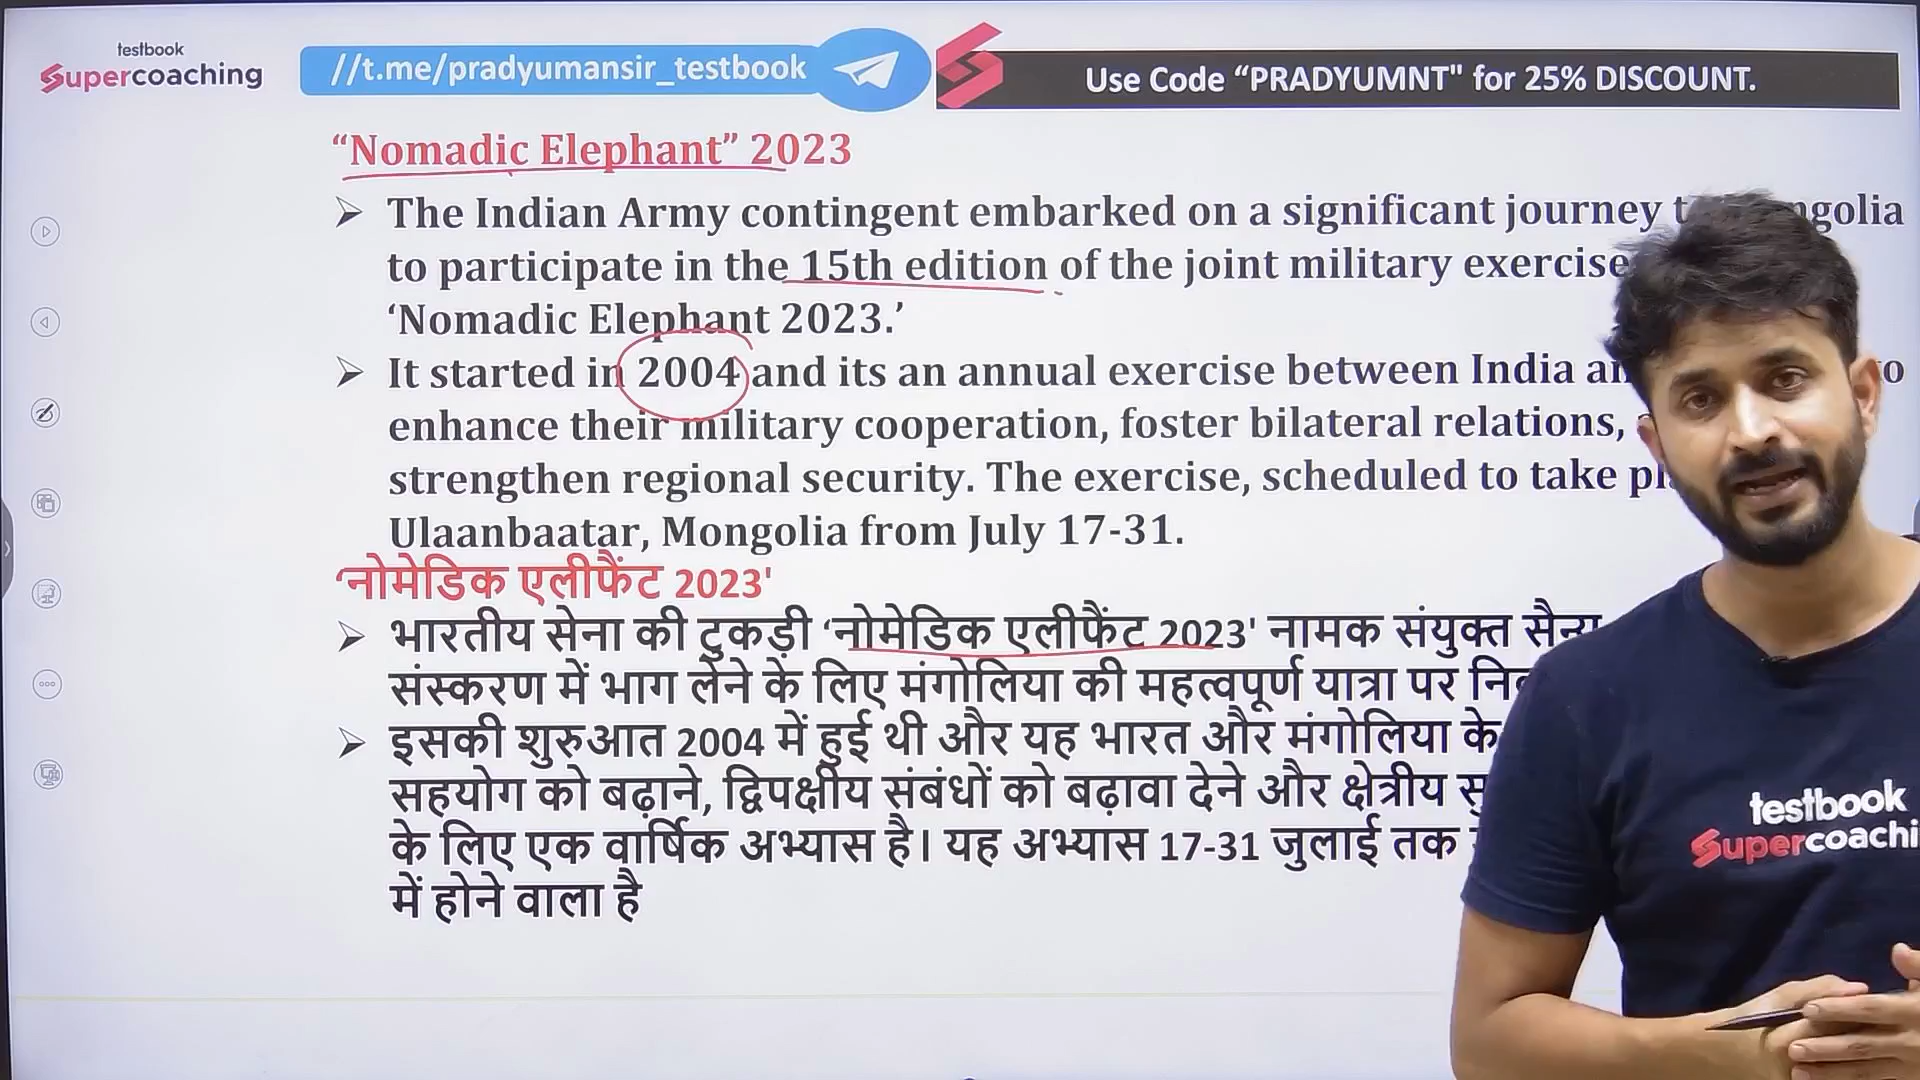 testbook
Supercoaching
//t.me/pradyumansir_testbook
Use Code “PRADYUMNT" for 25% DISCOUNT.
“Nomadic Elephant” 2023
The Indian Army contingent embarked on a significant journey
to participate in the 15th edition of the joint military exercise
‘Nomadic Elephant 2023.’
It started in 2004 and its an annual exercise between India
enhance their military cooperation, foster bilateral relations,
strengthen regional security. The exercise, scheduled to take
Ulaanbaatar, Mongolia from July 17-31.
‘नोमेडिक एलीफैंट 2023'
भारतीय सेना की टुकड़ी ‘नोमेडिक एलीफैंट 2023' नामक संयुक्त सैन्य
संस्करण में भाग लेने के लिए मंगोलिया की महत्वपूर्ण यात्रा पर
इसकी शुरुआत 2004 में हुई थी और यह भारत और मंगोलिया के
सहयोग को बढ़ाने, द्विपक्षीय संबंधों को बढ़ावा देने और क्षेत्रीय
के लिए एक वार्षिक अभ्यास है। यह अभ्यास 17-31 जुलाई तक
में होने वाला है
testbook